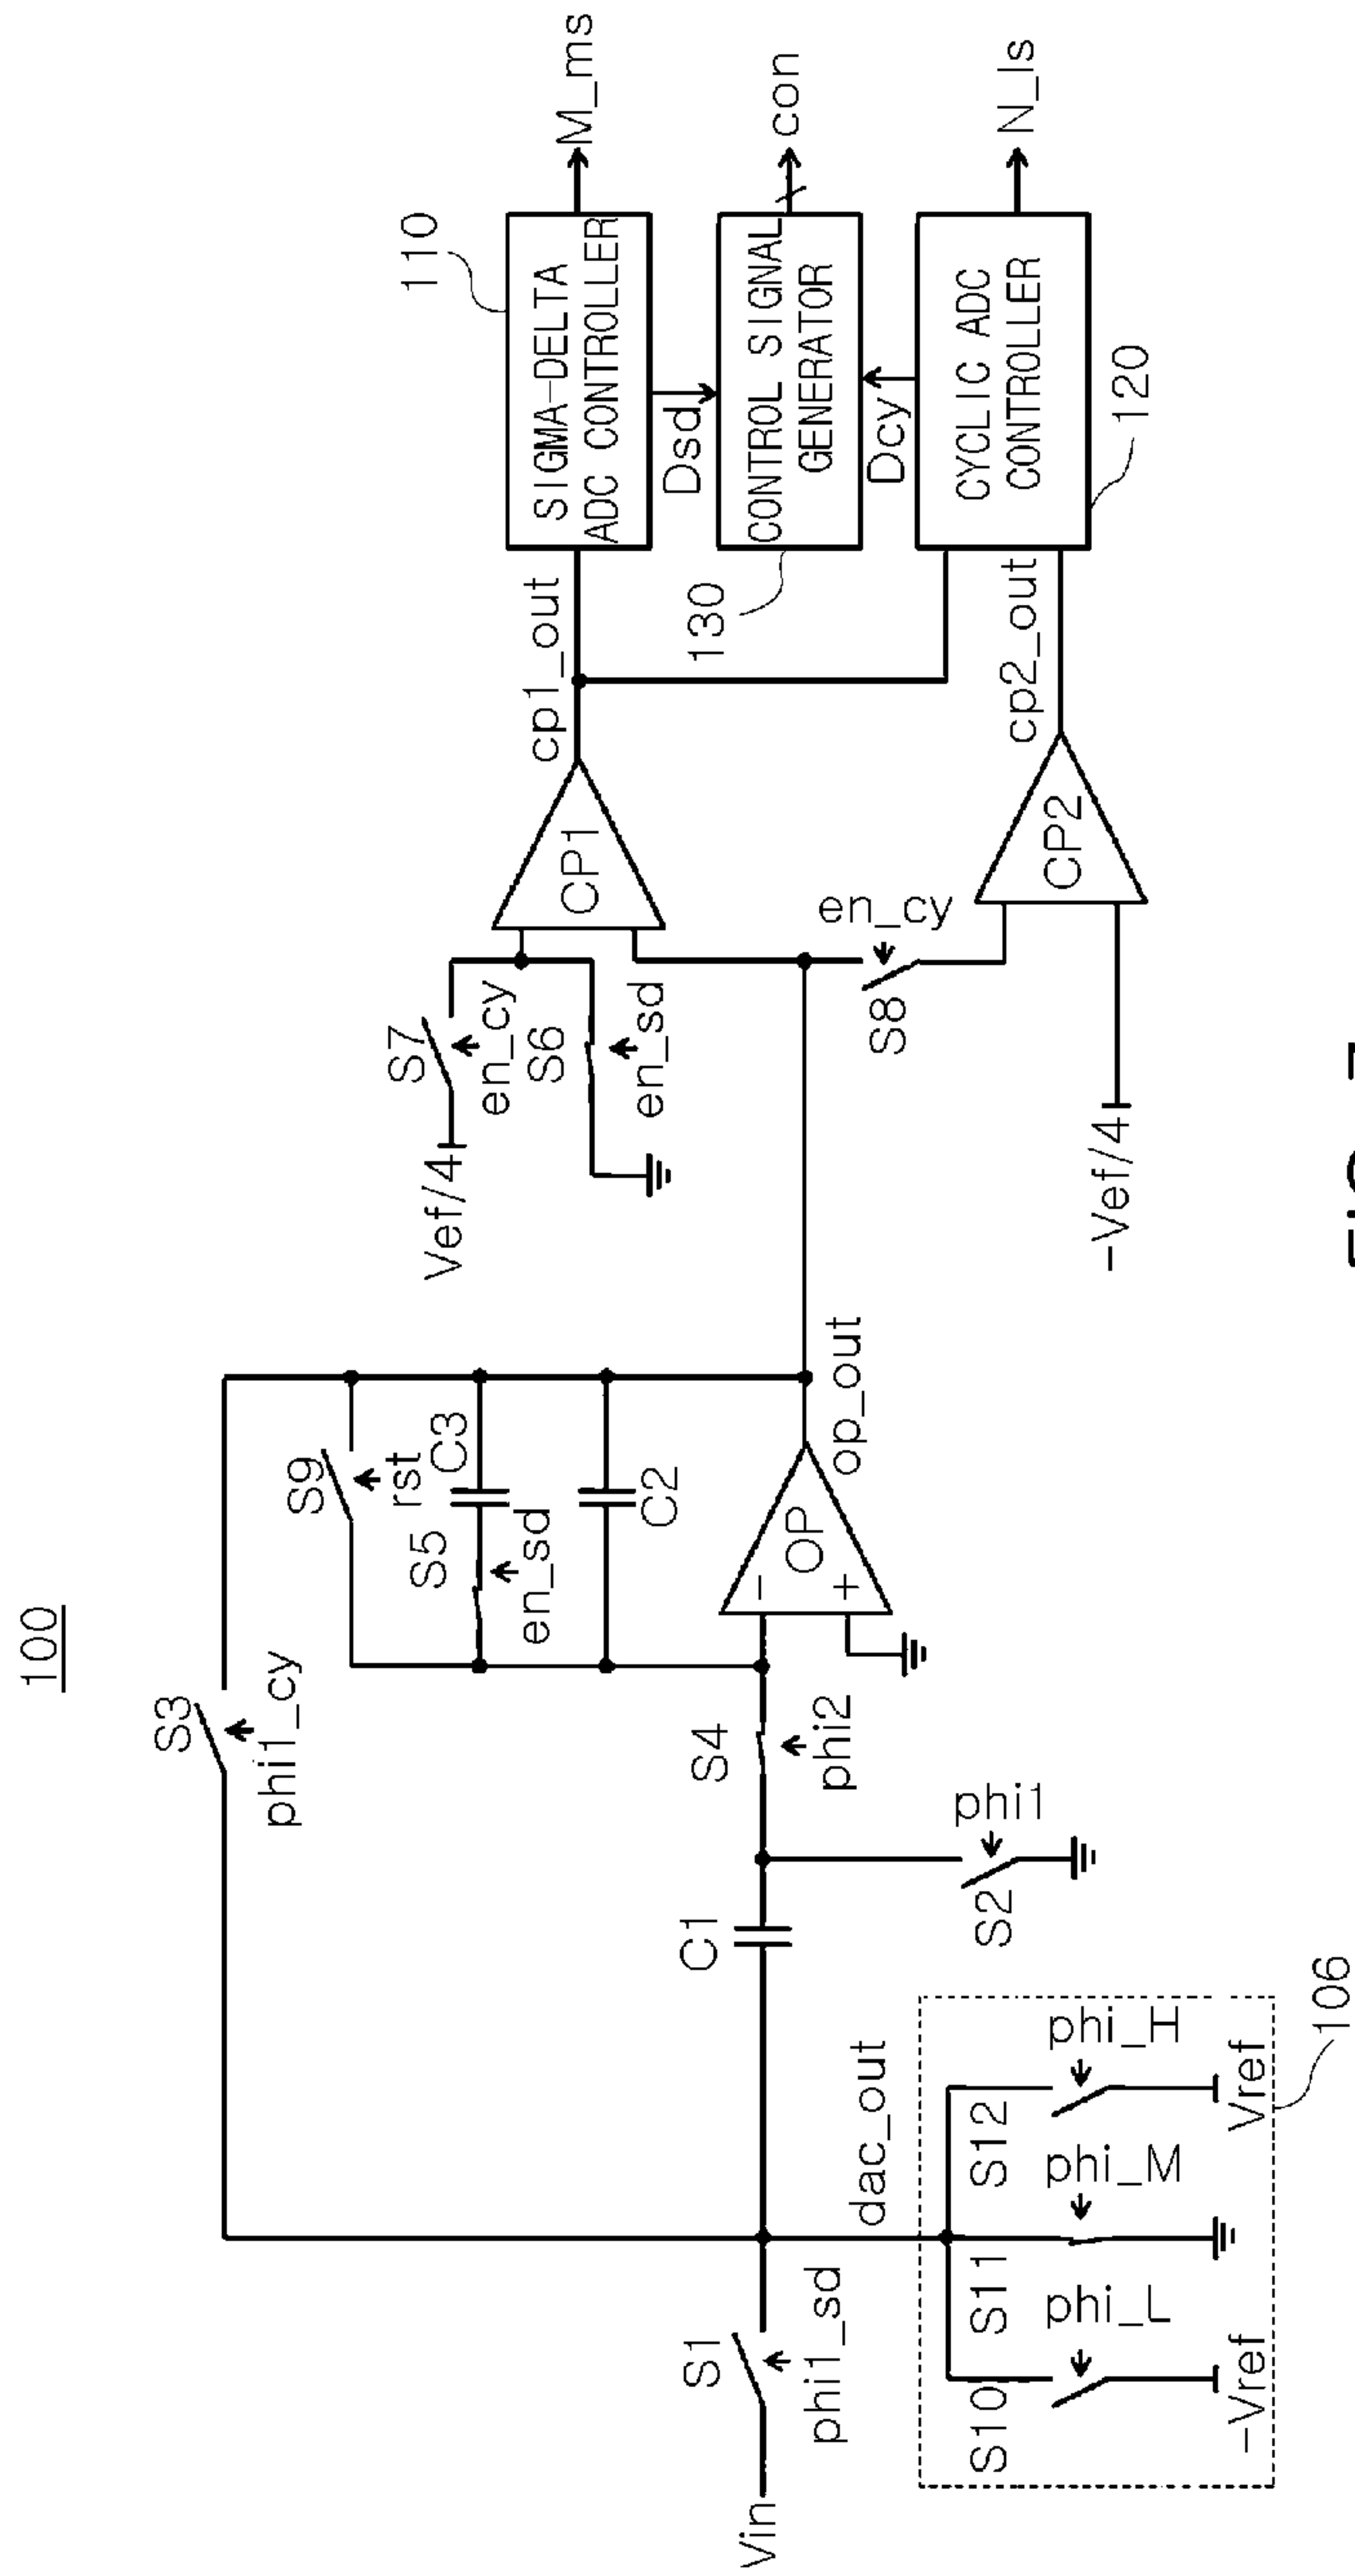 100
S3
phi1_cy
S9
rst
S5
C3
en_sd
C2
S4
phi2
OP
-
+
op_out
Vin
S1
phi1_sd
C1
S2
phi1
dac_out
S10
phi_L
-Vref
S11
phi_M
S12
phi_H
Vref
106
Vef/4
S7
en_cy
S6
en_sd
CP1
cp1_out
S8
en_cy
-Vef/4
CP2
cp2_out
110
SIGMA-DELTA
ADC CONTROLLER
M_ms
Dsd
130
CONTROL SIGNAL
GENERATOR
con
Dcy
CYCLIC ADC
CONTROLLER
N_ls
120